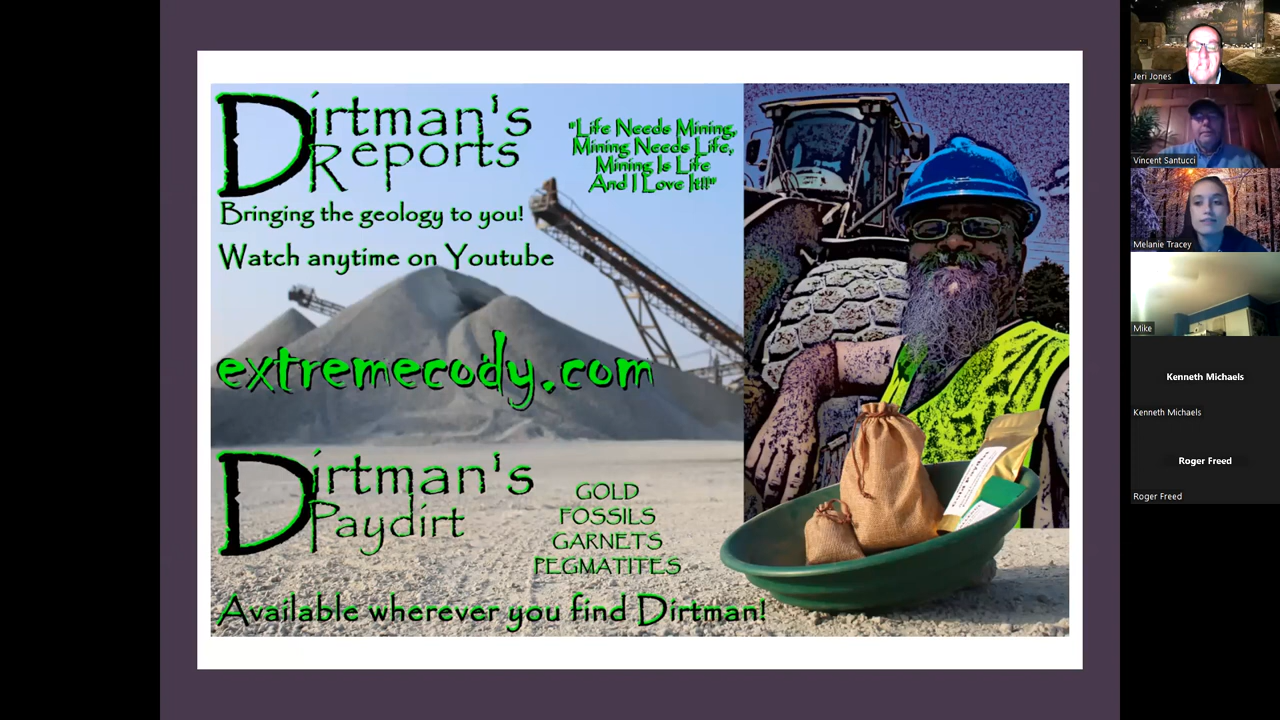 Dirtman's
Reports
Bringing the geology to you!
Watch anytime on Youtube
"Life Needs Mining,
Mining Needs Life,
Mining Is Life
And I Love It!!"
extremecody.com
Dirtman's
Paydirt
GOLD
FOSSILS
GARNETS
PEGMATITES
Available wherever you find Dirtman!
Jeri Jones
Vincent Santucci
Melanie Tracey
Mike
Kenneth Michaels
Kenneth Michaels
Roger Freed
Roger Freed